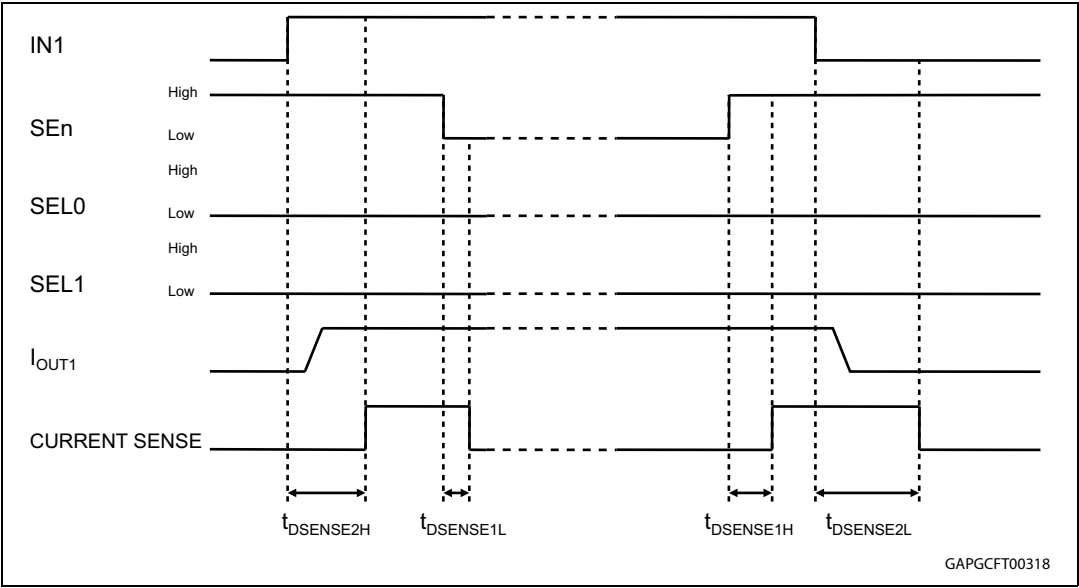 IN1
High
SEn
Low
High
SEL0
Low
High
SEL1
Low
IOUT1
CURRENT SENSE
tDSENSE2H
tDSENSE1L
tDSENSE1H
tDSENSE2L
GAPGCFT00318